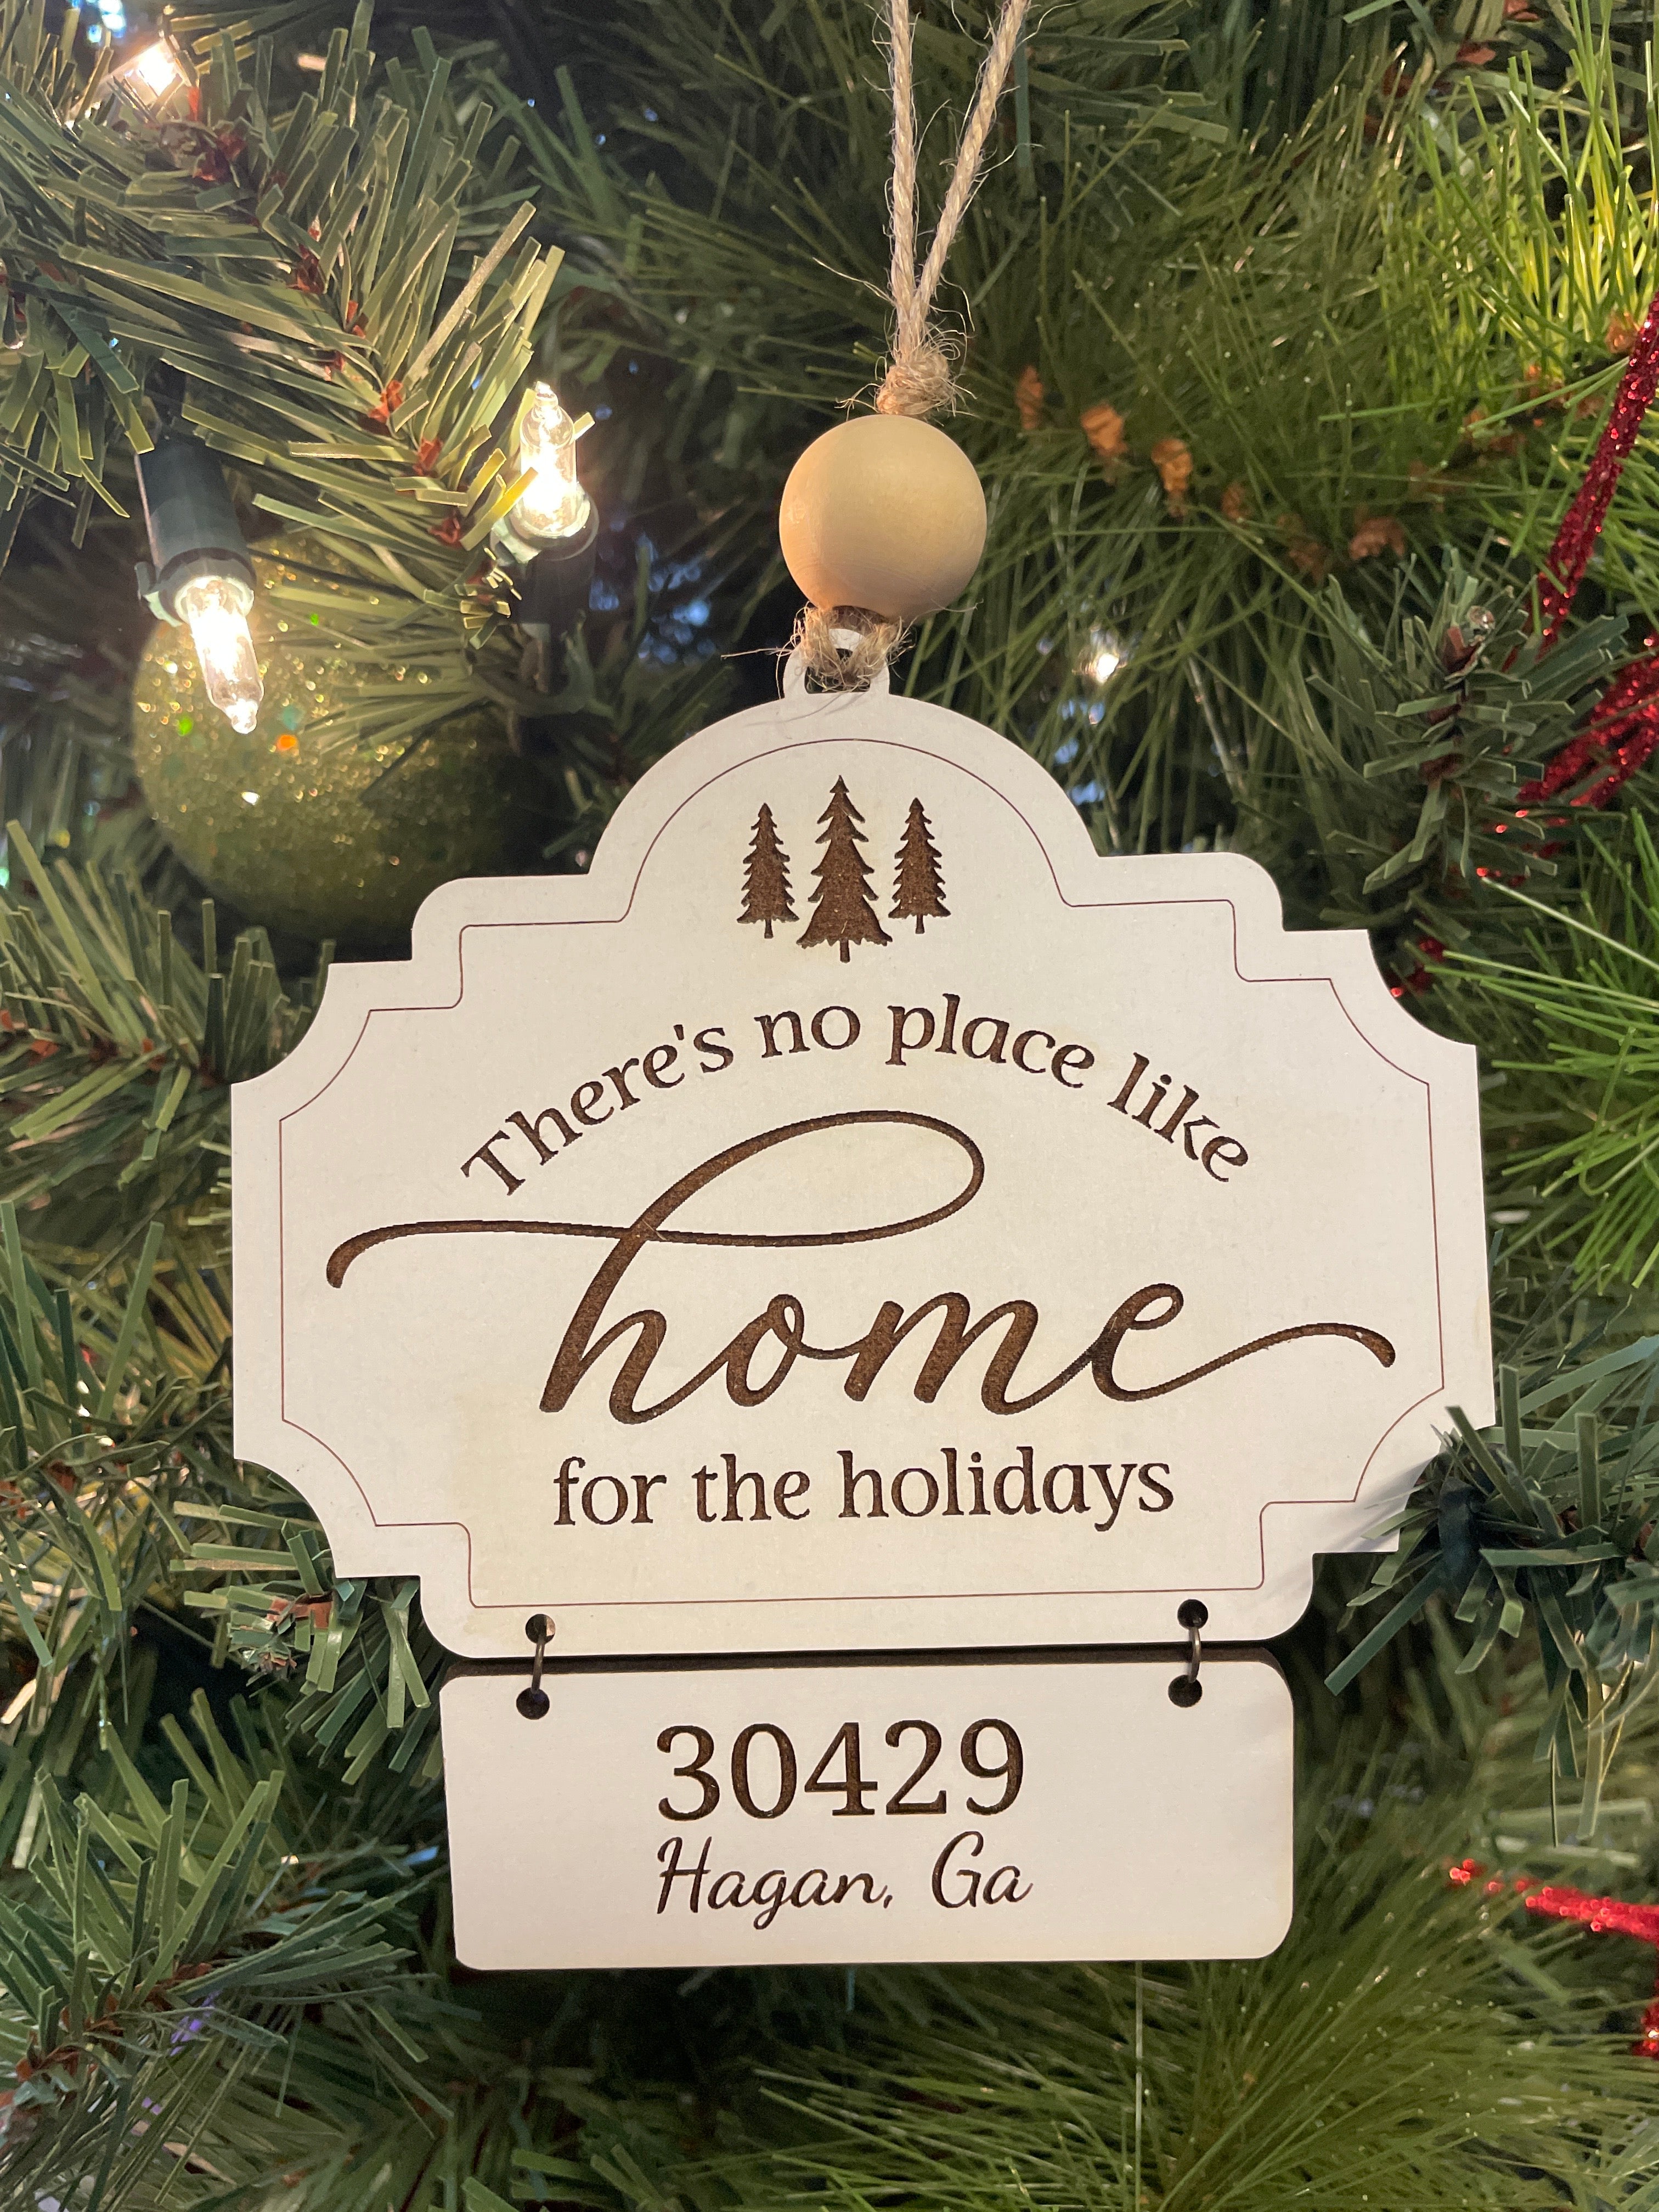 There's no place like
home
for the holidays
30429
Hagan, Ga